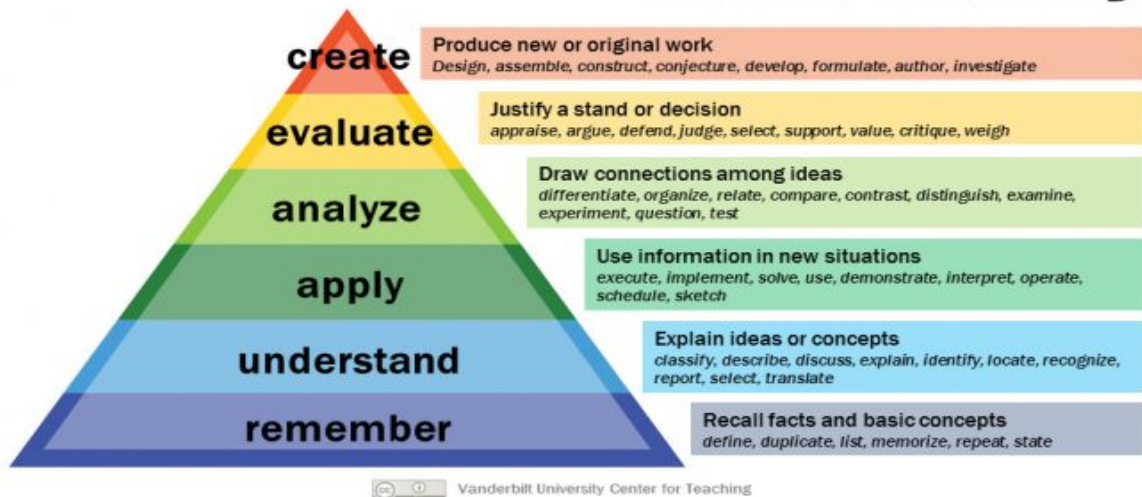 create
Produce new or original work
Design, assemble, construct, conjecture, develop, formulate, author, investigate
evaluate
Justify a stand or decision
appraise, argue, defend, judge, select, support, value, critique, weigh
analyze
Draw connections among ideas
differentiate, organize, relate, compare, contrast, distinguish, examine,
experiment, question, test
apply
Use information in new situations
execute, implement, solve, use, demonstrate, interpret, operate,
schedule, sketch
understand
Explain ideas or concepts
classify, describe, discuss, explain, identify, locate, recognize,
report, select, translate
remember
Recall facts and basic concepts
define, duplicate, list, memorize, repeat, state
cc
Vanderbilt University Center for Teaching